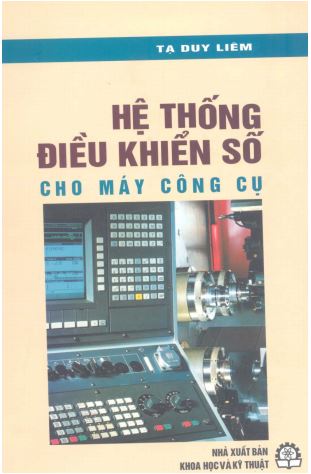 TẠ DUY LIÊM
HỆ THỐNG
ĐIỀU KHIỂN SỐ
CHO MÁY CÔNG CỤ
NHÀ XUẤT BẢN
KHOA HỌC VÀ KỸ THUẬT